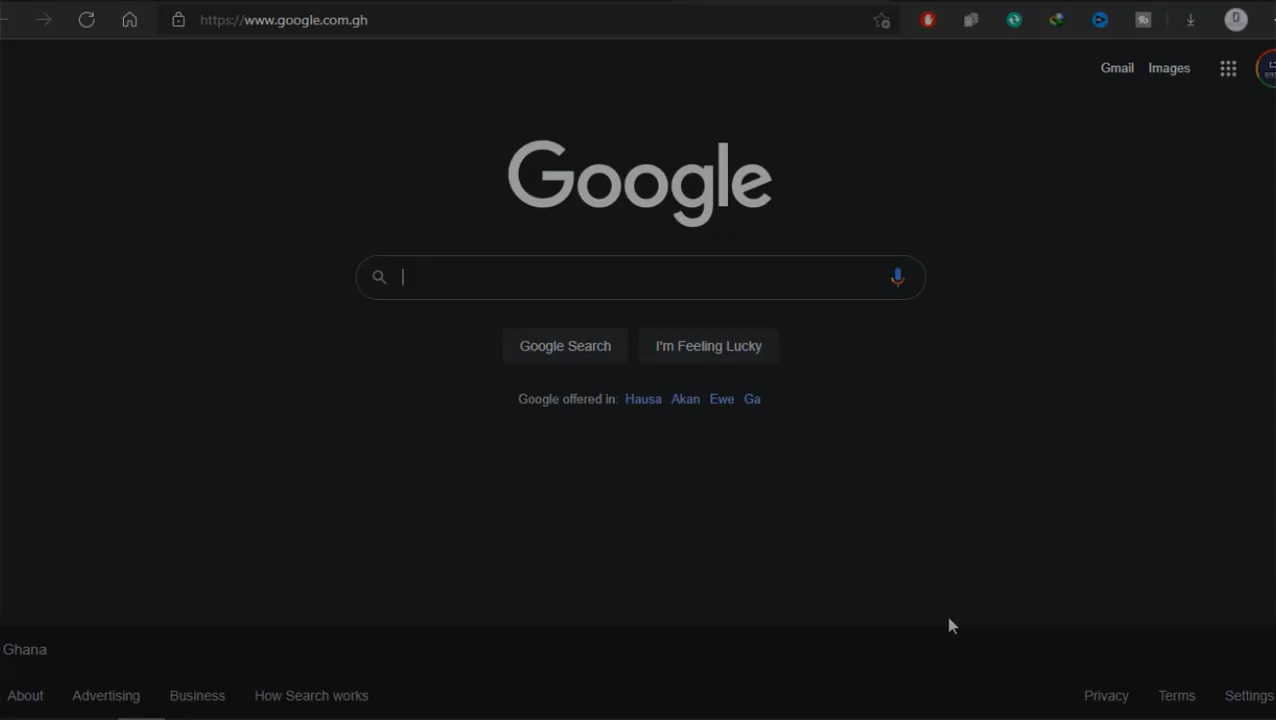 https://www.google.com.gh
Gmail Images
Google
Google Search I'm Feeling Lucky
Google offered in: Hausa Akan Ewe Ga
Ghana
About Advertising Business How Search works Privacy Terms Settings